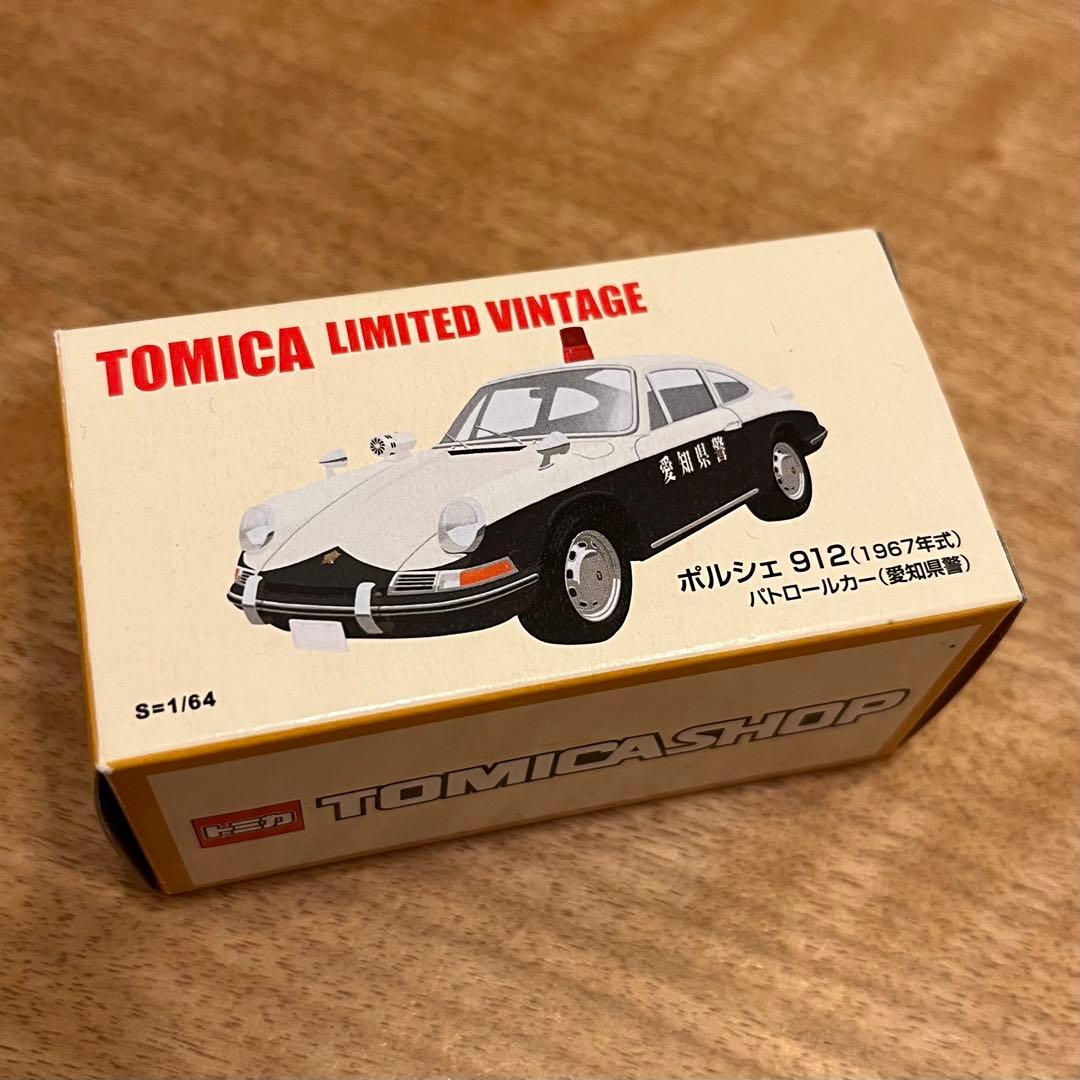 TOMICA LIMITED VINTAGE
愛知県警
ポルシェ 912(1967年式)
パトロールカー(愛知県警)
S=1/64
トミカ TOMICASHOP